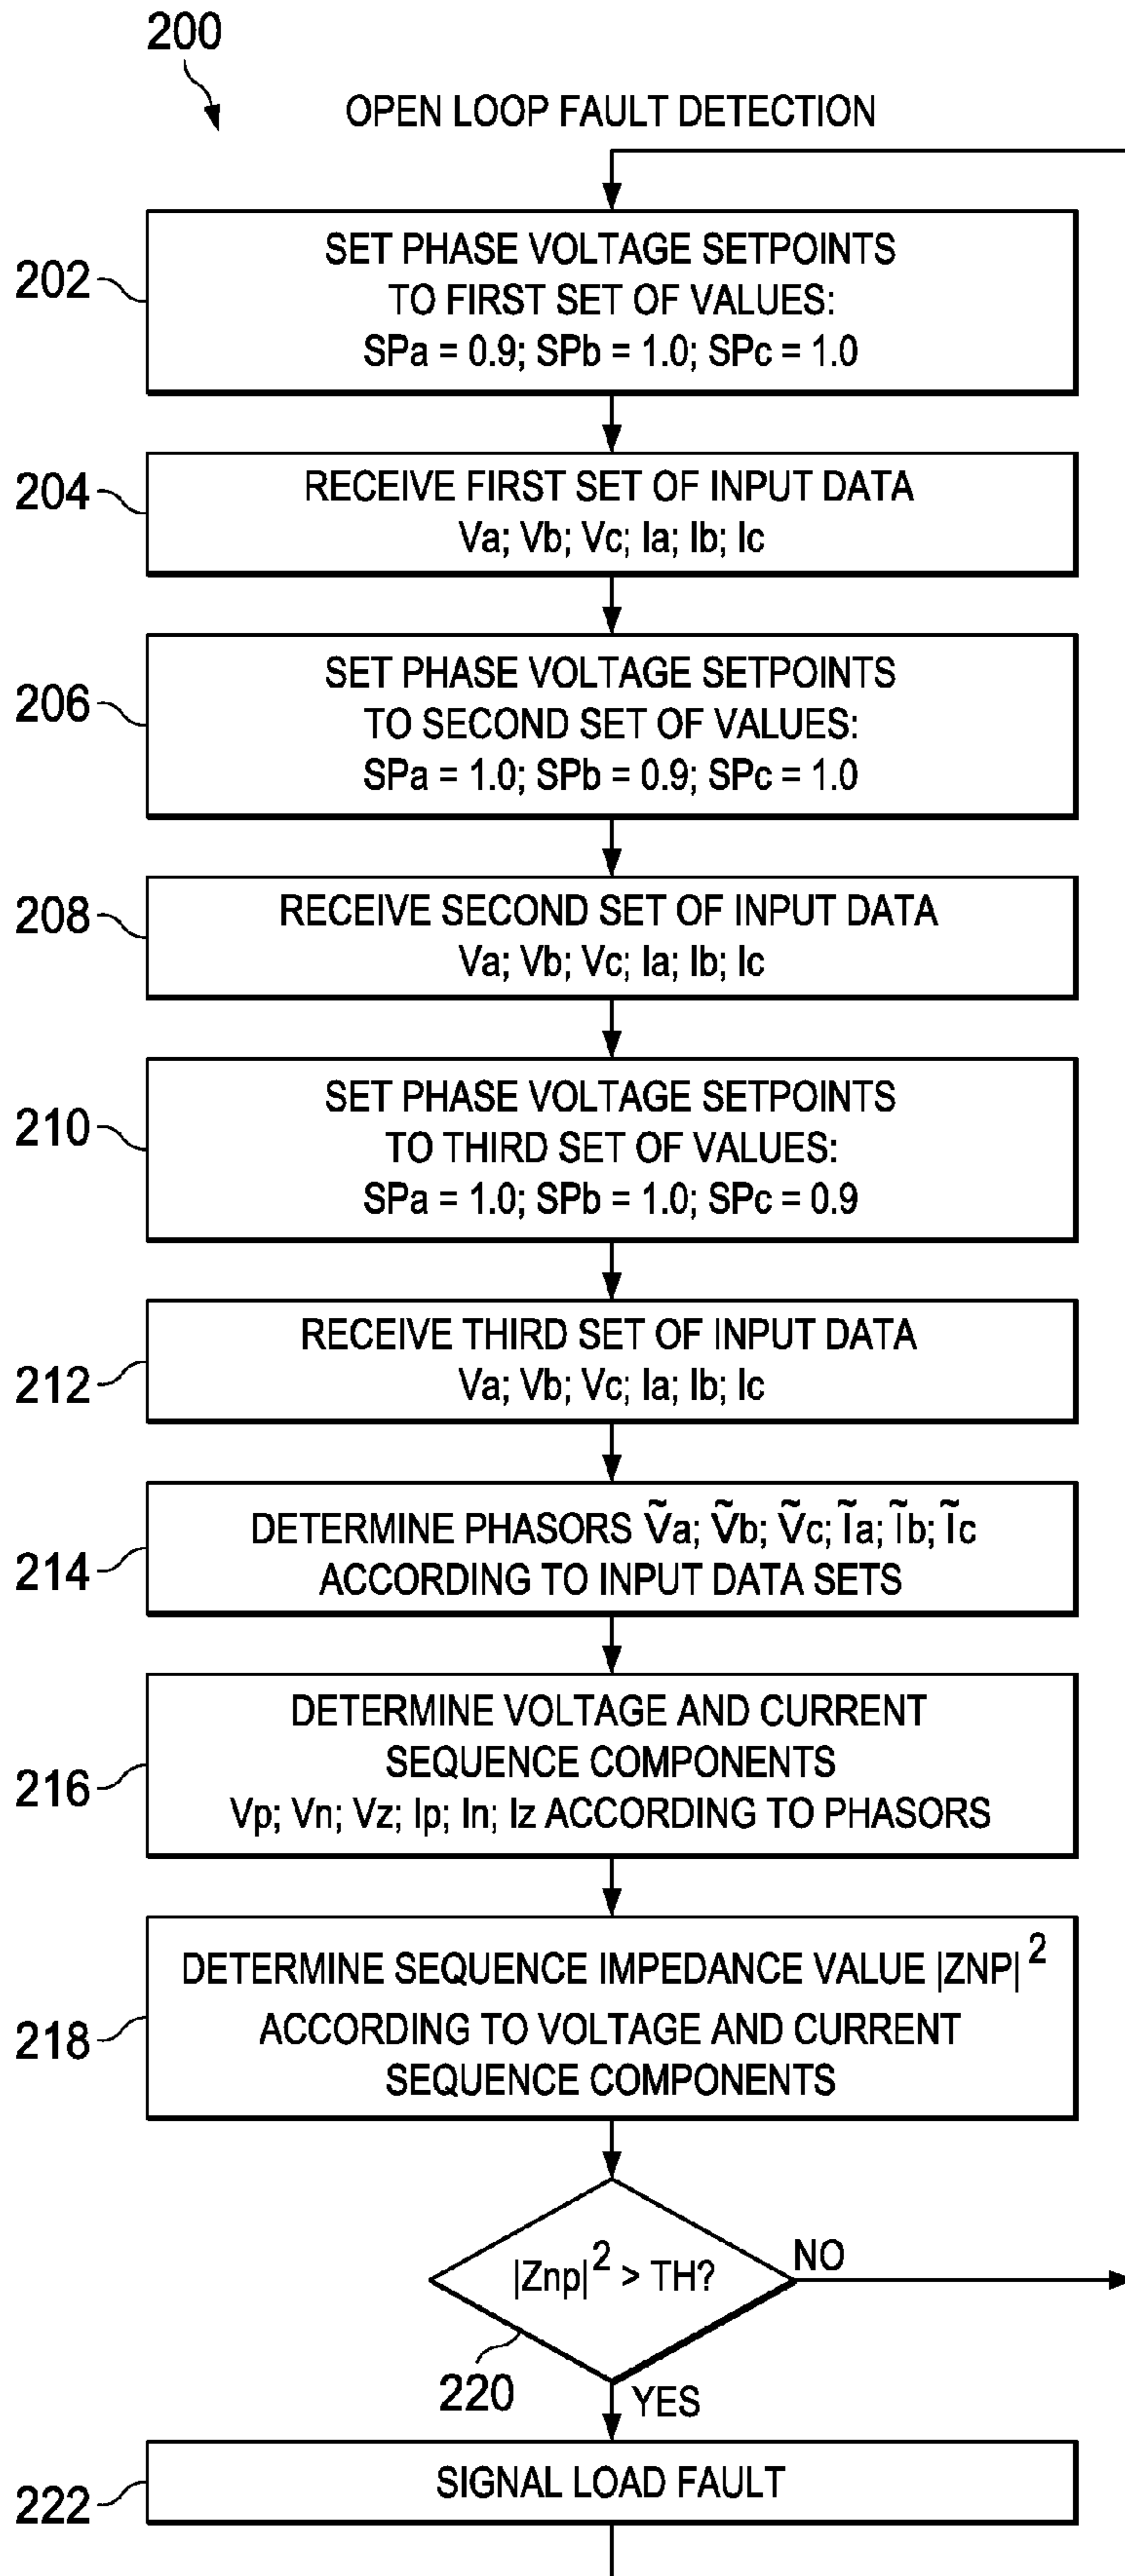 200
OPEN LOOP FAULT DETECTION
202
SET PHASE VOLTAGE SETPOINTS
TO FIRST SET OF VALUES:
SPa = 0.9; SPb = 1.0; SPc = 1.0
204
RECEIVE FIRST SET OF INPUT DATA
Va; Vb; Vc; Ia; Ib; Ic
206
SET PHASE VOLTAGE SETPOINTS
TO SECOND SET OF VALUES:
SPa = 1.0; SPb = 0.9; SPc = 1.0
208
RECEIVE SECOND SET OF INPUT DATA
Va; Vb; Vc; Ia; Ib; Ic
210
SET PHASE VOLTAGE SETPOINTS
TO THIRD SET OF VALUES:
SPa = 1.0; SPb = 1.0; SPc = 0.9
212
RECEIVE THIRD SET OF INPUT DATA
Va; Vb; Vc; Ia; Ib; Ic
214
DETERMINE PHASORS Ṽa; Ṽb; Ṽc; Ĩa; Ĩb; Ĩc
ACCORDING TO INPUT DATA SETS
216
DETERMINE VOLTAGE AND CURRENT
SEQUENCE COMPONENTS
Vp; Vn; Vz; Ip; In; Iz ACCORDING TO PHASORS
218
DETERMINE SEQUENCE IMPEDANCE VALUE |ZNP|²
ACCORDING TO VOLTAGE AND CURRENT
SEQUENCE COMPONENTS
|Znp|² > TH?
NO
220
YES
222
SIGNAL LOAD FAULT